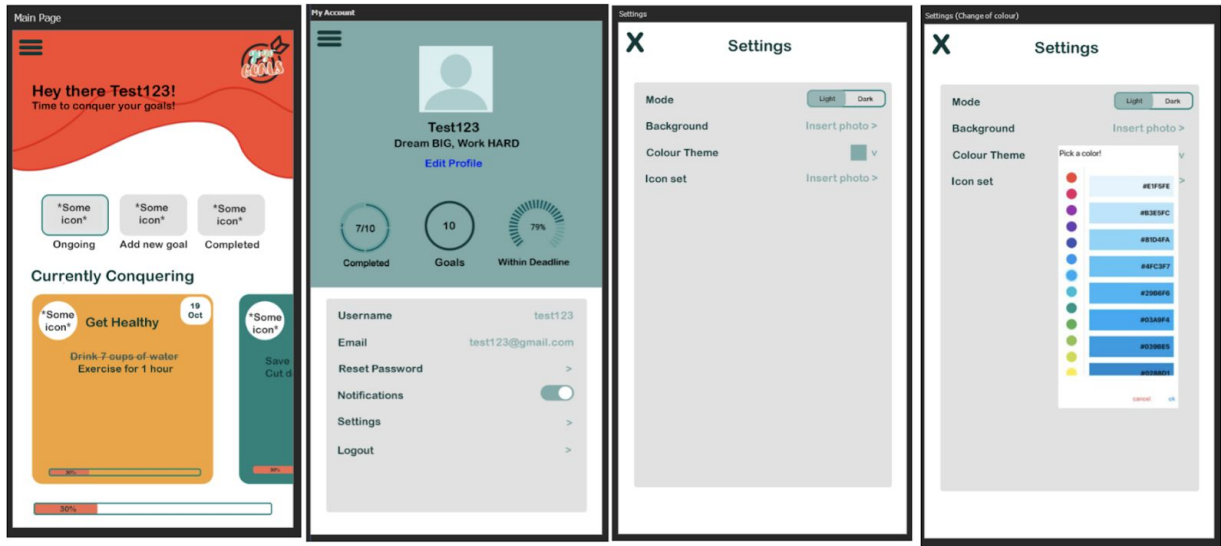 Main Page
Hey there Test123!
Time to conquer your goals!
*Some
icon*
Ongoing
*Some
icon*
Add new goal
*Some
icon*
Completed
Currently Conquering
*Some
icon*
Get Healthy
19
Oct
Drink 7 cups of water
Exercise for 1 hour
30%
*Some
icon*
Save
Cut d
30%
My Account
Test123
Dream BIG, Work HARD
Edit Profile
7/10
Completed
10
Goals
79%
Within Deadline
Username test123
Email test123@gmail.com
Reset Password >
Notifications
Settings >
Logout >
Settings
X Settings
Mode Light Dark
Background Insert photo >
Colour Theme v
Icon set Insert photo >
Settings (Change of colour)
X Settings
Mode Light Dark
Background Insert photo >
Colour Theme v
Icon set >
Pick a color!
#E1F5FE
#B3E5FC
#81D4FA
#4FC3F7
#29B6F6
#03A9F4
#039BE5
#0288D1
cancel ok